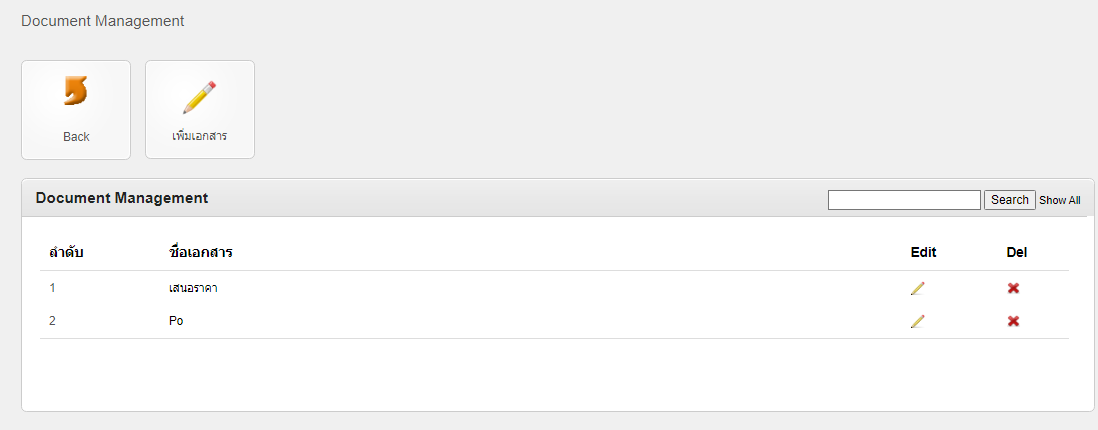 Document Management
Back
เพิ่มเอกสาร
Document Management
Search Show All
ลำดับ ชื่อเอกสาร Edit Del
1 เสนอราคา
2 Po